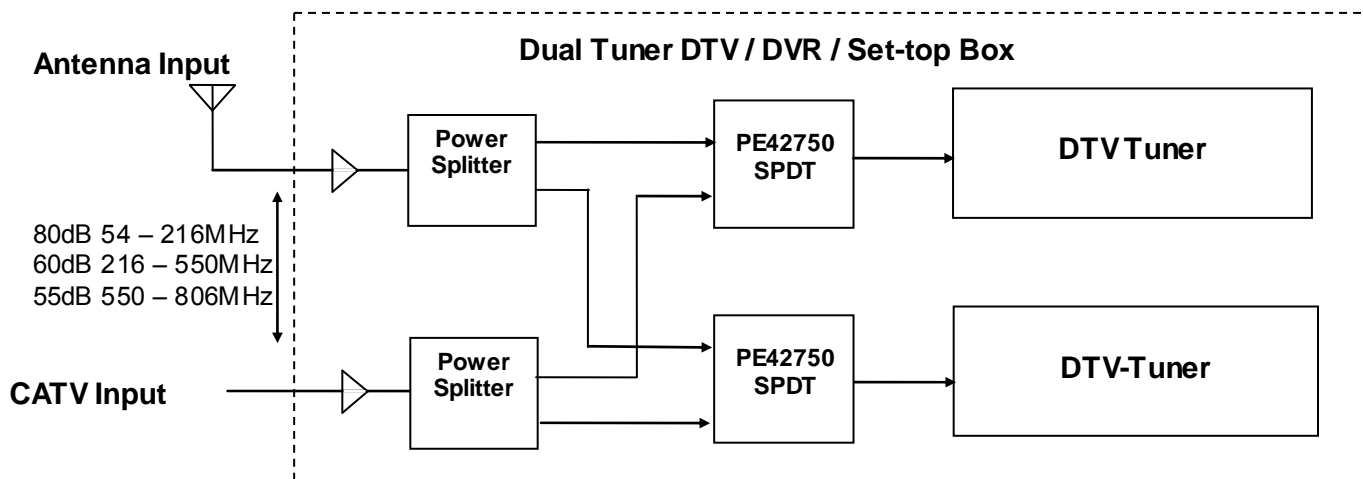 Dual Tuner DTV / DVR / Set-top Box
Antenna Input
Power
Splitter
PE42750
SPDT
DTV Tuner
80dB 54 – 216MHz
60dB 216 – 550MHz
55dB 550 – 806MHz
CATV Input
Power
Splitter
PE42750
SPDT
DTV-Tuner